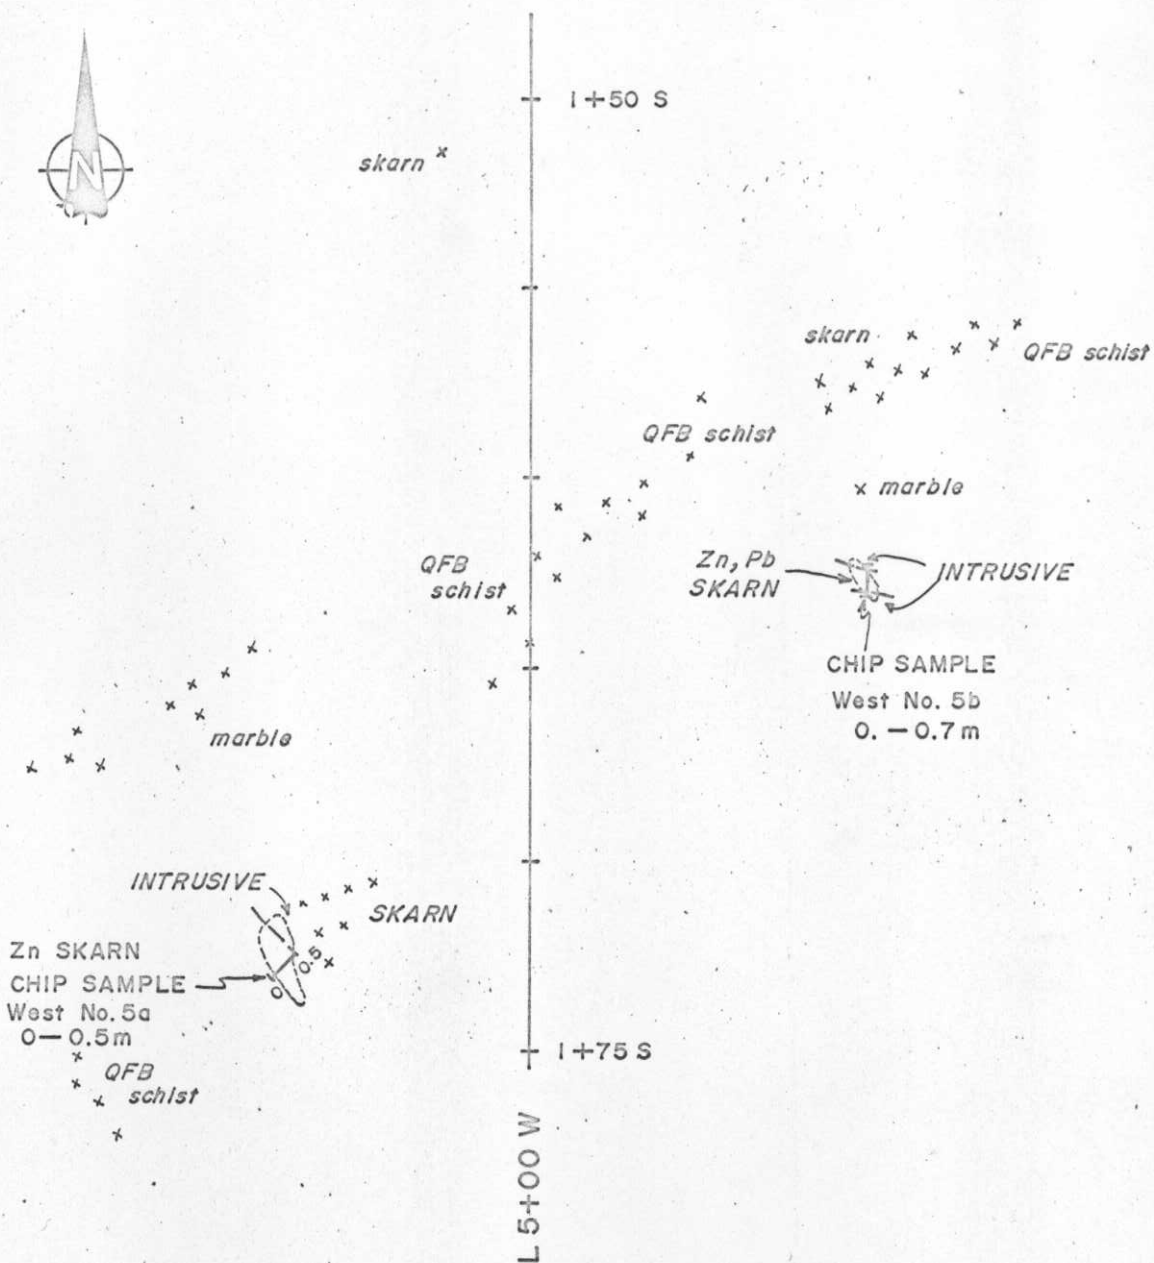 N
1+50 S
skarn
skarn
QFB schist
QFB schist
marble
QFB
schist
Zn, Pb
SKARN
INTRUSIVE
CHIP SAMPLE
West No. 5b
0. — 0.7 m
marble
INTRUSIVE
SKARN
Zn SKARN
CHIP SAMPLE
West No. 5a
0 — 0.5 m
0
0.5
QFB
schist
1+75 S
L 5+00 W